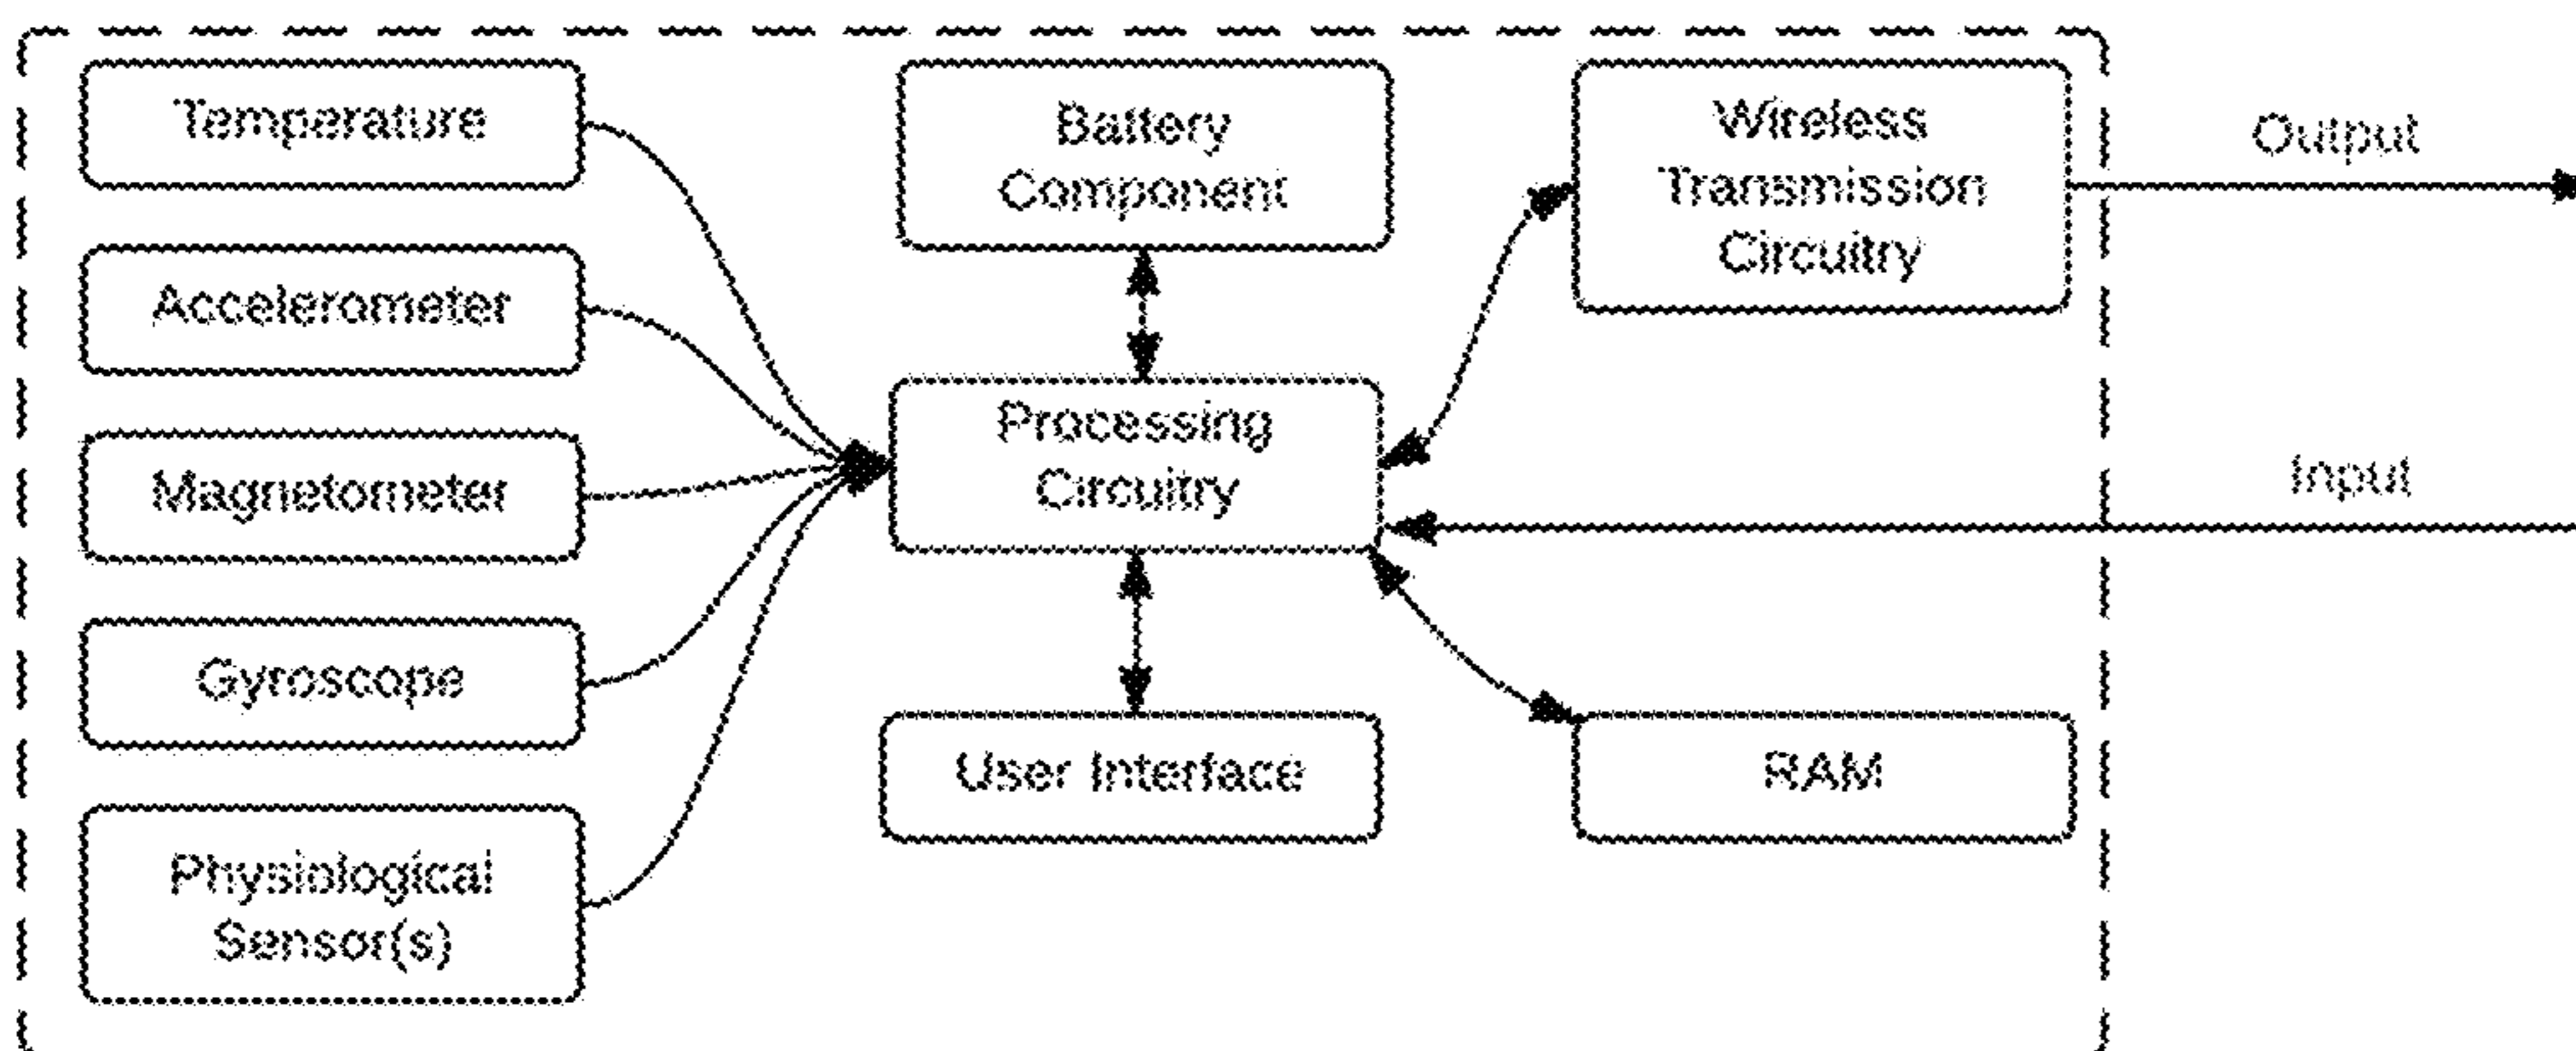 Temperature
Accelerometer
Magnetometer
Gyroscope
Physiological
Sensor(s)
Battery
Component
Processing
Circuitry
User Interface
Wireless
Transmission
Circuitry
RAM
Output
Input